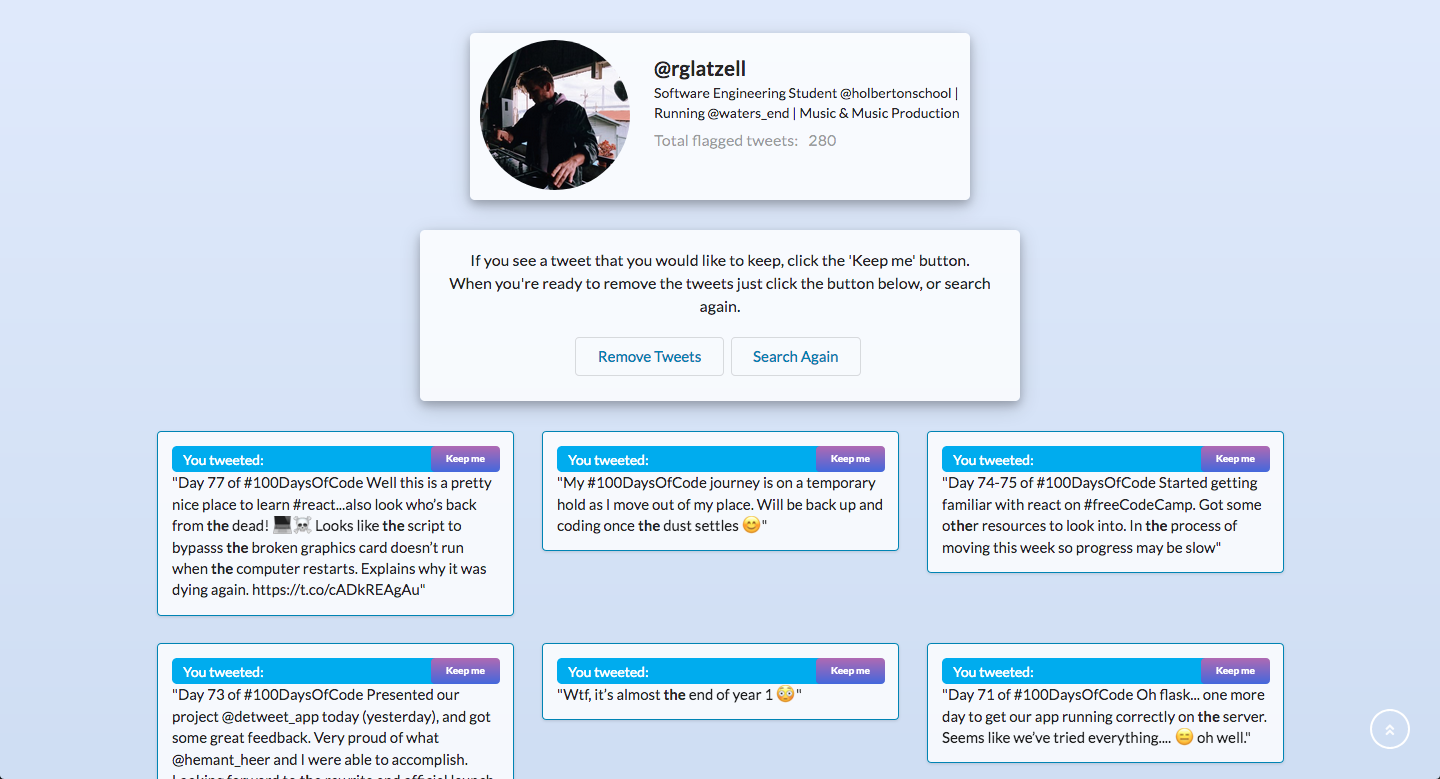 @rglatzell
Software Engineering Student @holbertonschool |
Running @waters_end | Music & Music Production
Total flagged tweets: 280
If you see a tweet that you would like to keep, click the 'Keep me' button.
When you're ready to remove the tweets just click the button below, or search
again.
Remove Tweets
Search Again
You tweeted:
Keep me
"Day 77 of #100DaysOfCode Well this is a pretty
nice place to learn #react...also look who’s back
from the dead! 💻☠️ Looks like the script to
bypasss the broken graphics card doesn’t run
when the computer restarts. Explains why it was
dying again. https://t.co/cADkREAgAu"
You tweeted:
Keep me
"My #100DaysOfCode journey is on a temporary
hold as I move out of my place. Will be back up and
coding once the dust settles 😊"
You tweeted:
Keep me
"Day 74-75 of #100DaysOfCode Started getting
familiar with react on #freeCodeCamp. Got some
other resources to look into. In the process of
moving this week so progress may be slow"
You tweeted:
Keep me
"Day 73 of #100DaysOfCode Presented our
project @detweet_app today (yesterday), and got
some great feedback. Very proud of what
@hemant_heer and I were able to accomplish.
Looking forward to the rewrite and official launch
You tweeted:
Keep me
"Wtf, it’s almost the end of year 1 😳"
You tweeted:
Keep me
"Day 71 of #100DaysOfCode Oh flask... one more
day to get our app running correctly on the server.
Seems like we’ve tried everything.... 😑 oh well."